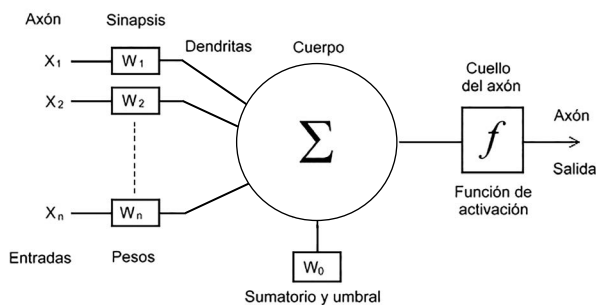 Axón
Sinapsis
Dendritas
Cuerpo
Cuello
del axón
Axón
X1
W1
X2
W2
Σ
f
Salida
Función de
activación
Xn
Wn
Entradas
Pesos
W0
Sumatorio y umbral